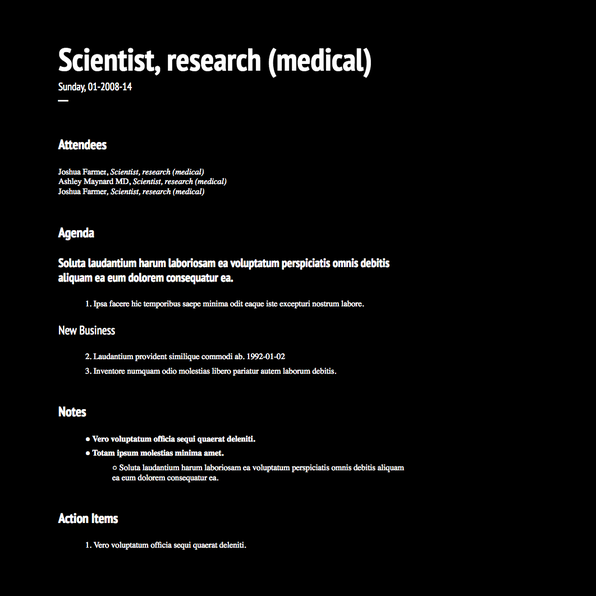 Scientist, research (medical)
Sunday, 01-2008-14
Attendees
Joshua Farmer, Scientist, research (medical)
Ashley Maynard MD, Scientist, research (medical)
Joshua Farmer, Scientist, research (medical)
Agenda
Soluta laudantium harum laboriosam ea voluptatum perspiciatis omnis debitis
aliquam ea eum dolorem consequatur ea.
1. Ipsa facere hic temporibus saepe minima odit eaque iste excepturi nostrum labore.
New Business
2. Laudantium provident similique commodi ab. 1992-01-02
3. Inventore numquam odio molestias libero pariatur autem laborum debitis.
Notes
● Vero voluptatum officia sequi quaerat deleniti.
● Totam ipsum molestias minima amet.
○ Soluta laudantium harum laboriosam ea voluptatum perspiciatis omnis debitis aliquam
ea eum dolorem consequatur ea.
Action Items
1. Vero voluptatum officia sequi quaerat deleniti.